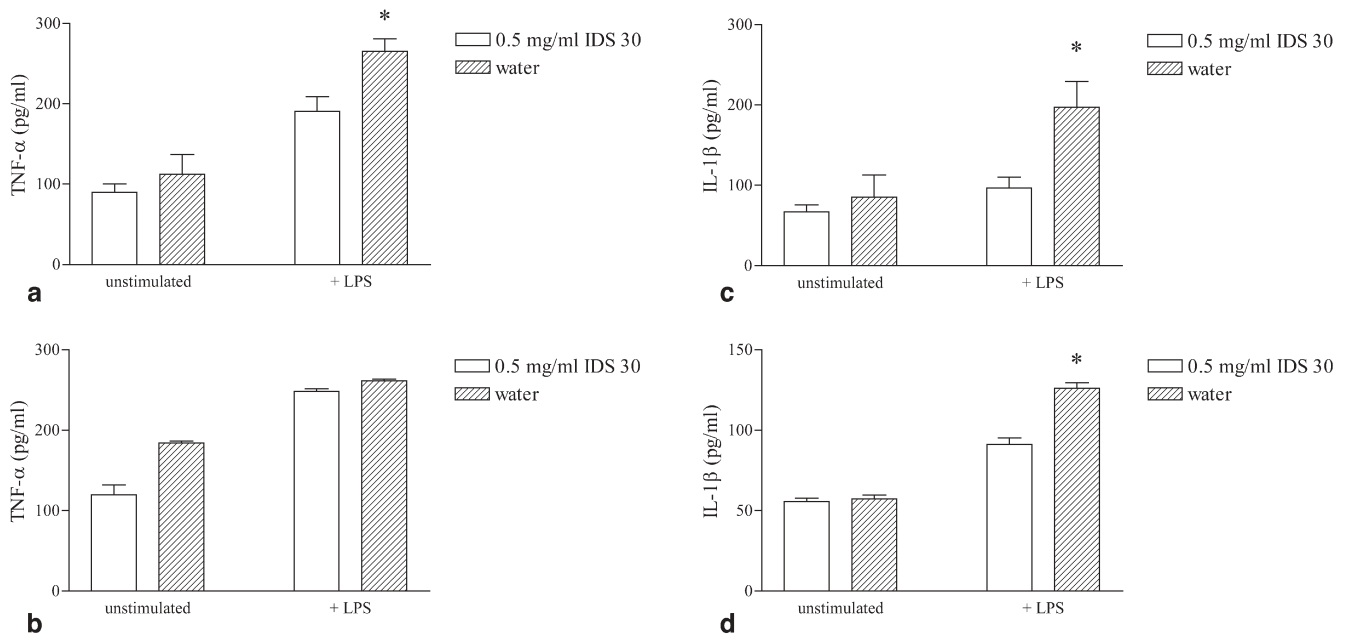 300
200
100
0
TNF-α (pg/ml)
*
unstimulated
+ LPS
0.5 mg/ml IDS 30
water
a
300
200
100
0
IL-1β (pg/ml)
*
unstimulated
+ LPS
0.5 mg/ml IDS 30
water
c
300
200
100
0
TNF-α (pg/ml)
unstimulated
+ LPS
0.5 mg/ml IDS 30
water
b
150
100
50
0
IL-1β (pg/ml)
*
unstimulated
+ LPS
0.5 mg/ml IDS 30
water
d